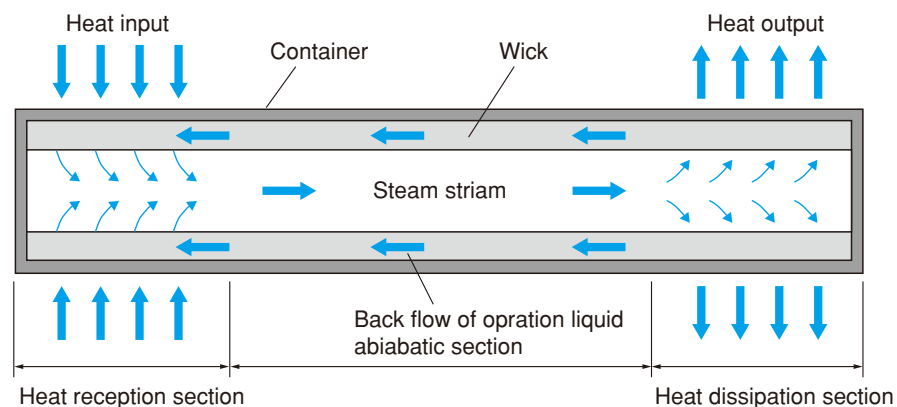 Heat input
Heat output
Container
Wick
Steam striam
Back flow of opration liquid
abiabatic section
Heat reception section
Heat dissipation section